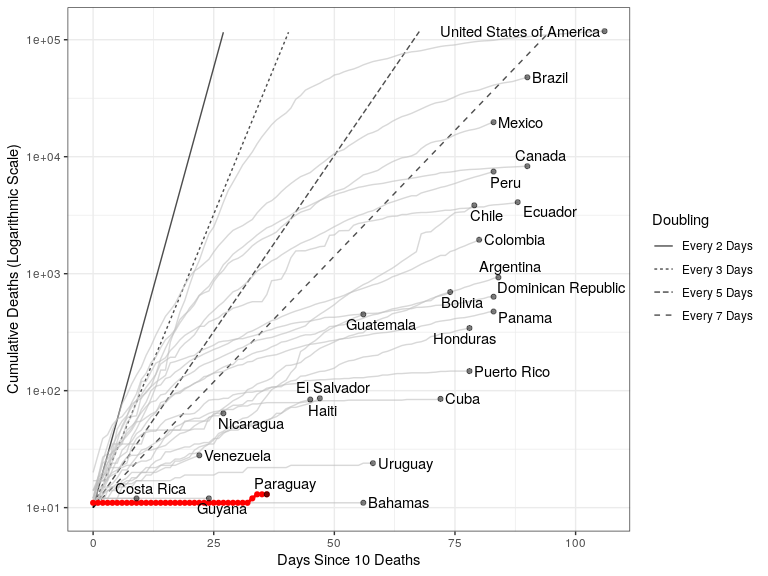 1e+05
1e+04
1e+03
1e+02
1e+01
Cumulative Deaths (Logarithmic Scale)
United States of America
Brazil
Mexico
Canada
Peru
Chile
Ecuador
Colombia
Argentina
Dominican Republic
Bolivia
Guatemala
Panama
Honduras
Puerto Rico
El Salvador
Haiti
Cuba
Nicaragua
Venezuela
Uruguay
Paraguay
Costa Rica
Guyana
Bahamas
0
25
50
75
100
Days Since 10 Deaths
Doubling
Every 2 Days
Every 3 Days
Every 5 Days
Every 7 Days